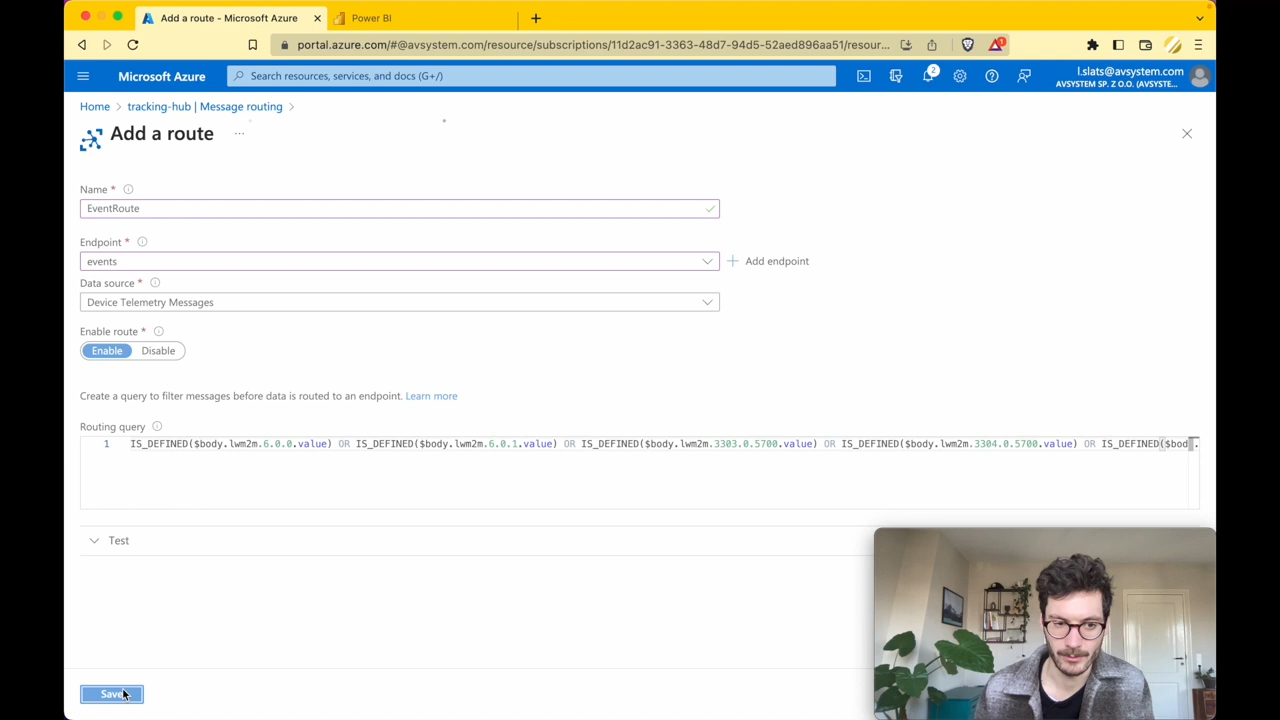 Add a route - Microsoft Azure
Power BI
portal.azure.com/#@avsystem.com/resource/subscriptions/11d2ac91-3363-48d7-94d5-52aed896aa51/resour...
1
Microsoft Azure
Search resources, services, and docs (G+/)
2
l.slats@avsystem.com
AVSYSTEM SP. Z O.O. (AVSYSTE...
Home > tracking-hub | Message routing >
Add a route ...
Name *
EventRoute
Endpoint *
events
Add endpoint
Data source *
Device Telemetry Messages
Enable route *
Enable Disable
Create a query to filter messages before data is routed to an endpoint. Learn more
Routing query
1 IS_DEFINED($body.lwm2m.6.0.0.value) OR IS_DEFINED($body.lwm2m.6.0.1.value) OR IS_DEFINED($body.lwm2m.3303.0.5700.value) OR IS_DEFINED($body.lwm2m.3304.0.5700.value) OR IS_DEFINED($bod
Test
Save